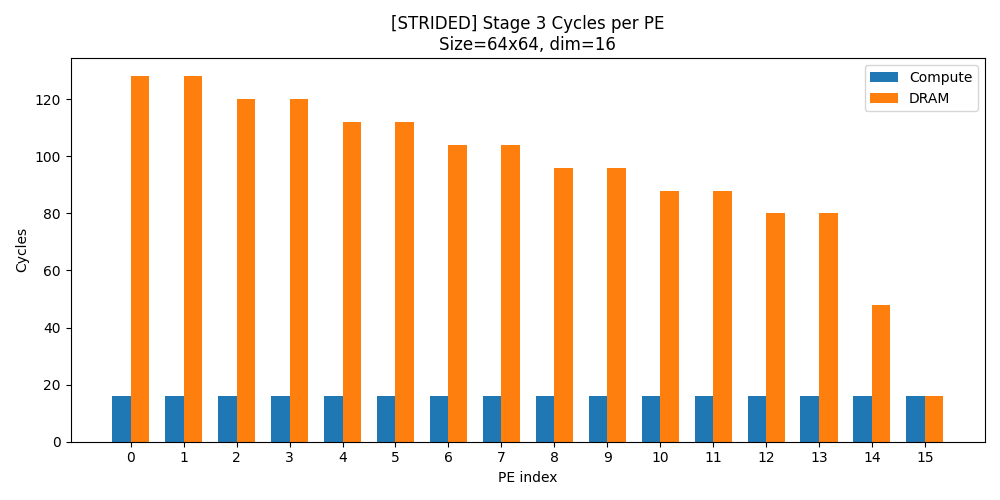 [STRIDED] Stage 3 Cycles per PE
Size=64x64, dim=16
Compute
DRAM
Cycles
120
100
80
60
40
20
0
0 1 2 3 4 5 6 7 8 9 10 11 12 13 14 15
PE index